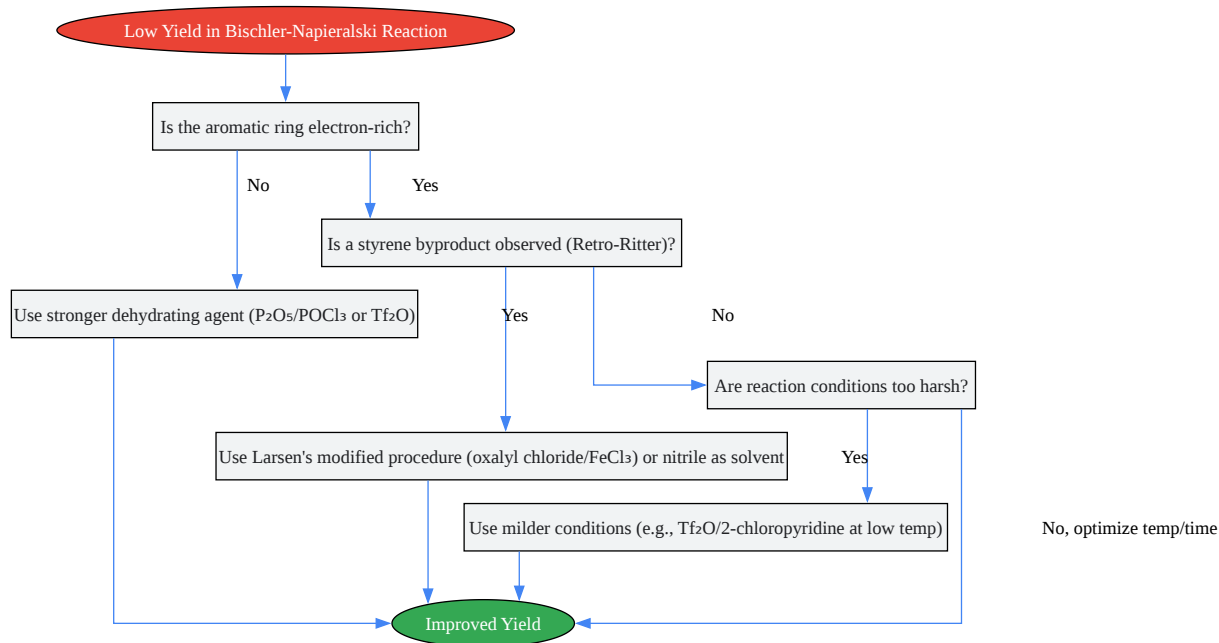 Low Yield in Bischler-Napieralski Reaction
Is the aromatic ring electron-rich?
No
Yes
Is a styrene byproduct observed (Retro-Ritter)?
Use stronger dehydrating agent (P₂O₅/POCl₃ or Tf₂O)
Yes
No
Are reaction conditions too harsh?
Use Larsen's modified procedure (oxalyl chloride/FeCl₃) or nitrile as solvent
Yes
Use milder conditions (e.g., Tf₂O/2-chloropyridine at low temp)
No, optimize temp/time
Improved Yield